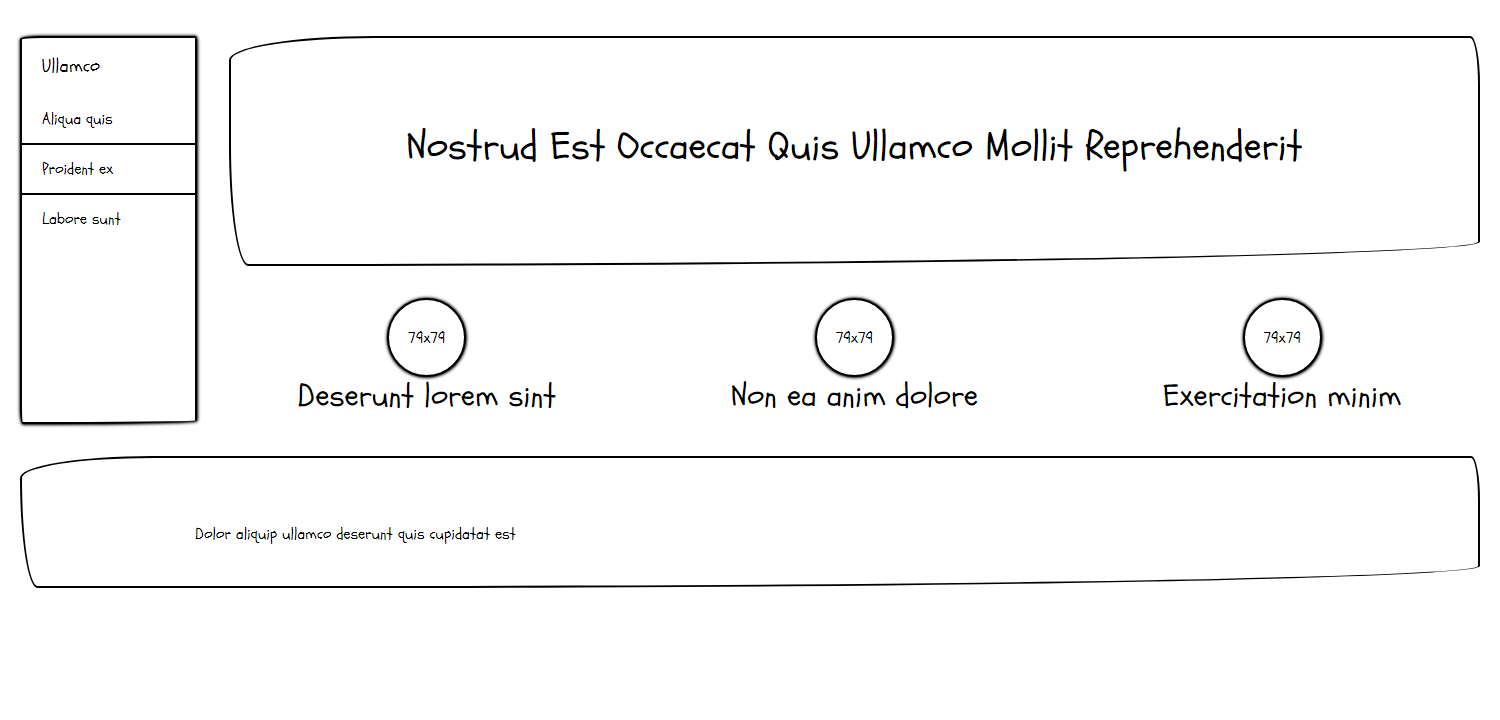 Ullamco
Aliqua quis
Proident ex
Labore sunt
Nostrud Est Occaecat Quis Ullamco Mollit Reprehenderit
79x79
Deserunt lorem sint
79x79
Non ea anim dolore
79x79
Exercitation minim
Dolor aliquip ullamco deserunt quis cupidatat est